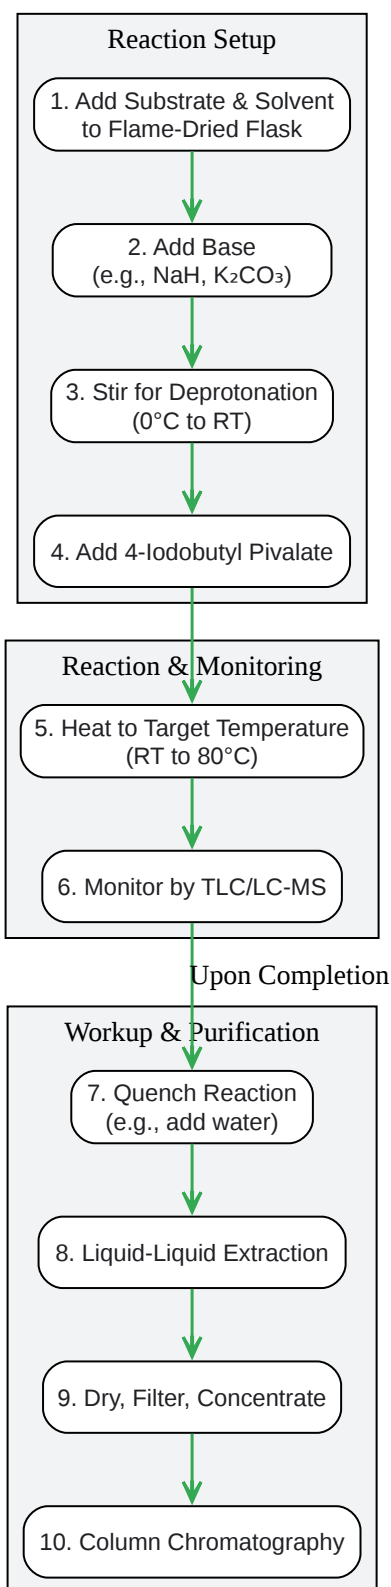 Reaction Setup
1. Add Substrate & Solvent
to Flame-Dried Flask
2. Add Base
(e.g., NaH, K₂CO₃)
3. Stir for Deprotonation
(0°C to RT)
4. Add 4-Iodobutyl Pivalate
Reaction & Monitoring
5. Heat to Target Temperature
(RT to 80°C)
6. Monitor by TLC/LC-MS
Upon Completion
Workup & Purification
7. Quench Reaction
(e.g., add water)
8. Liquid-Liquid Extraction
9. Dry, Filter, Concentrate
10. Column Chromatography